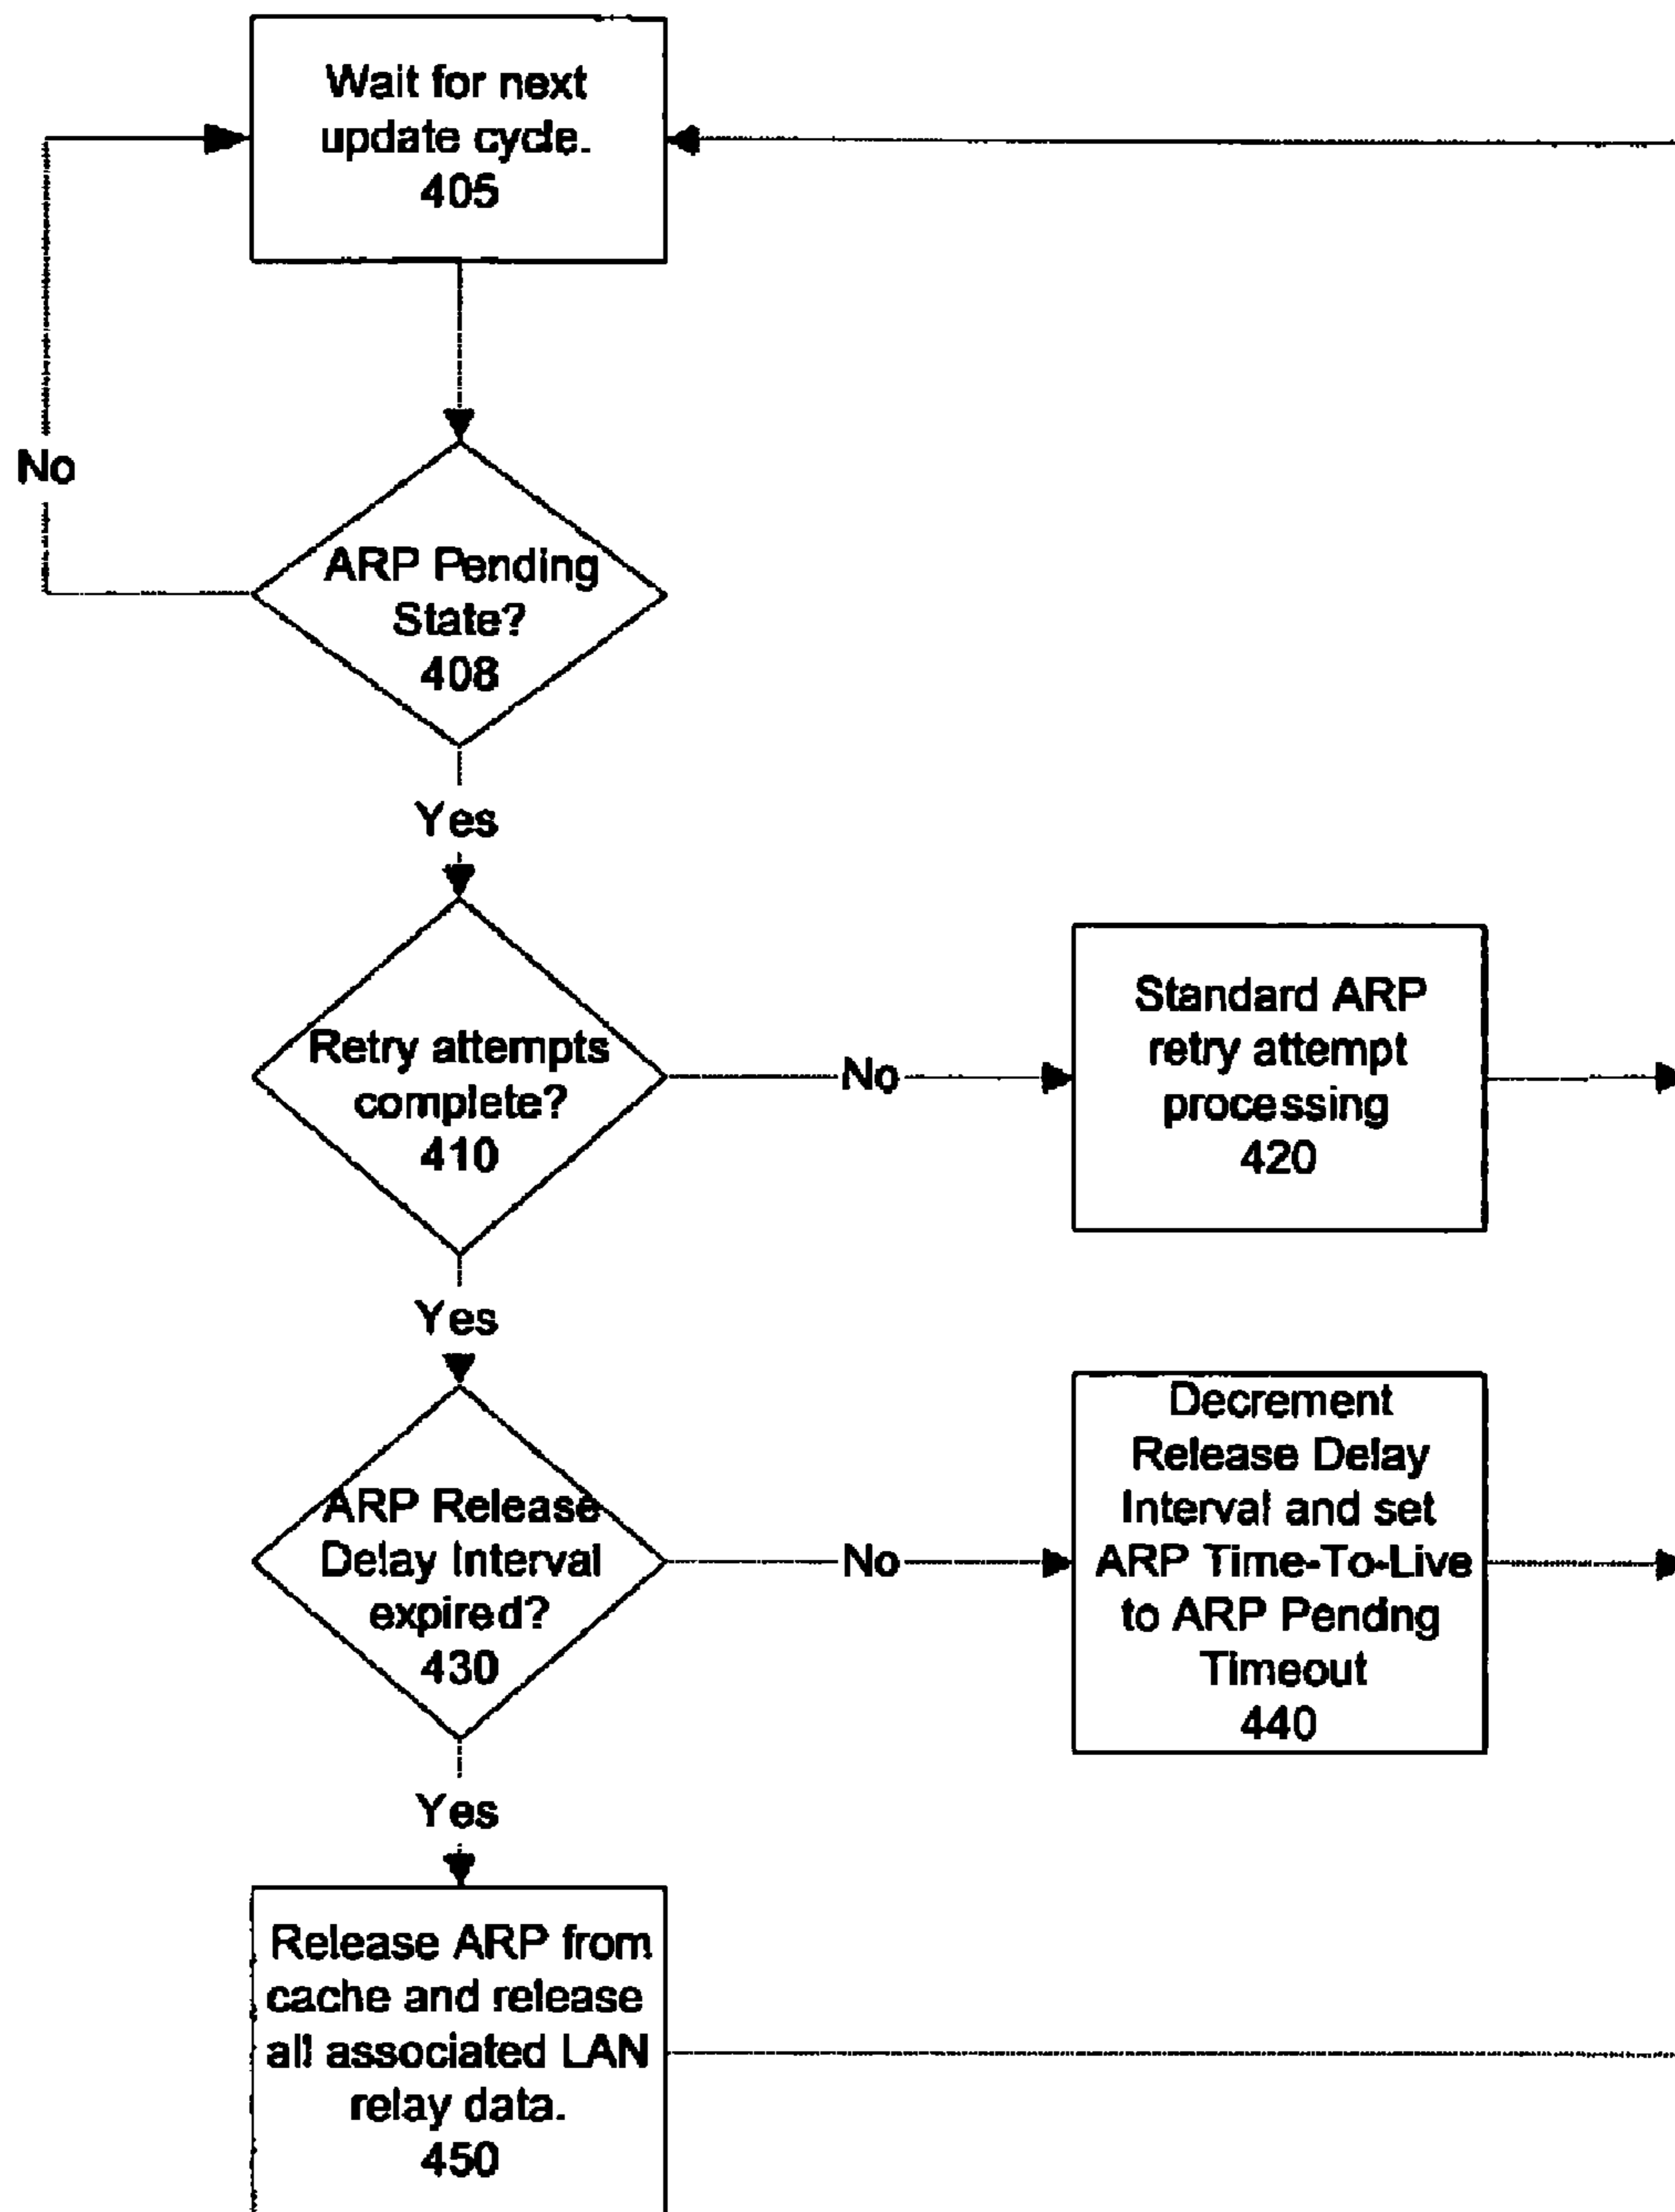 Wait for next
update cycle.
405
No
ARP Pending
State?
408
Yes
Retry attempts
complete?
410
No
Standard ARP
retry attempt
processing
420
Yes
ARP Release
Delay Interval
expired?
430
No
Decrement
Release Delay
Interval and set
ARP Time-To-Live
to ARP Pending
Timeout
440
Yes
Release ARP from
cache and release
all associated LAN
relay data.
450